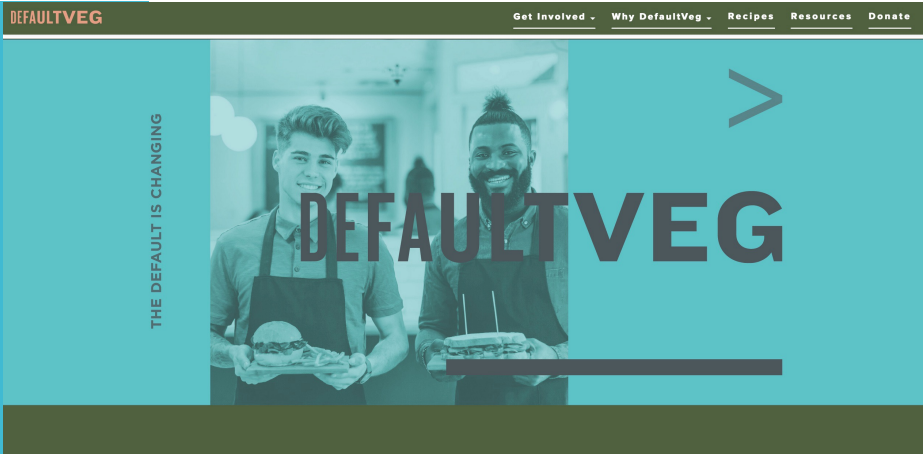 DEFAULTVEG
Get Involved
Why DefaultVeg
Recipes
Resources
Donate
THE DEFAULT IS CHANGING
>
DEFAULTVEG